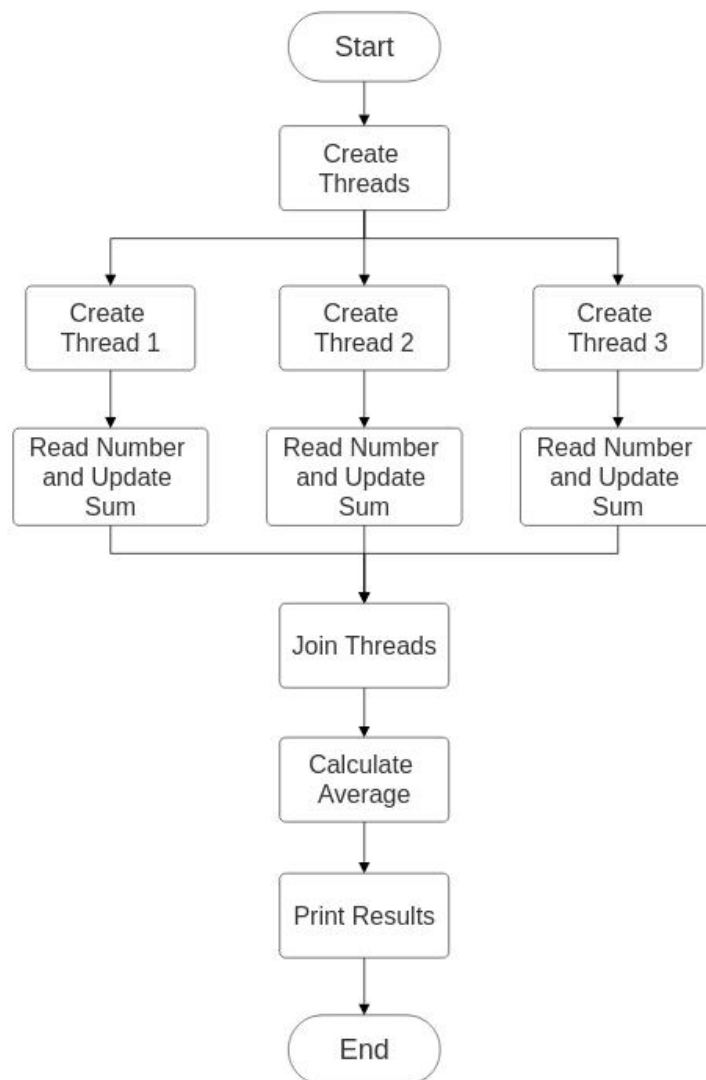 Start
Create
Threads
Create
Thread 1
Create
Thread 2
Create
Thread 3
Read Number
and Update
Sum
Read Number
and Update
Sum
Read Number
and Update
Sum
Join Threads
Calculate
Average
Print Results
End